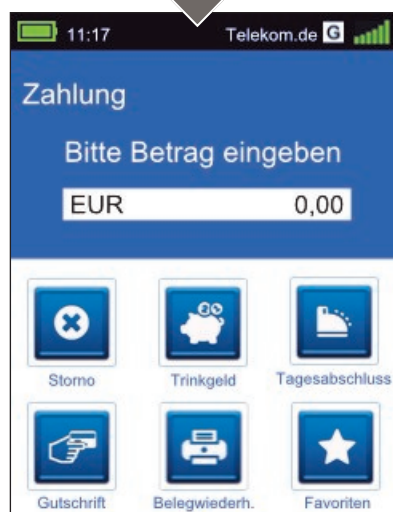 11:17 Telekom.de G
Zahlung
Bitte Betrag eingeben
EUR 0,00
Storno Trinkgeld Tagesabschluss
Gutschrift Belegwiederh. Favoriten